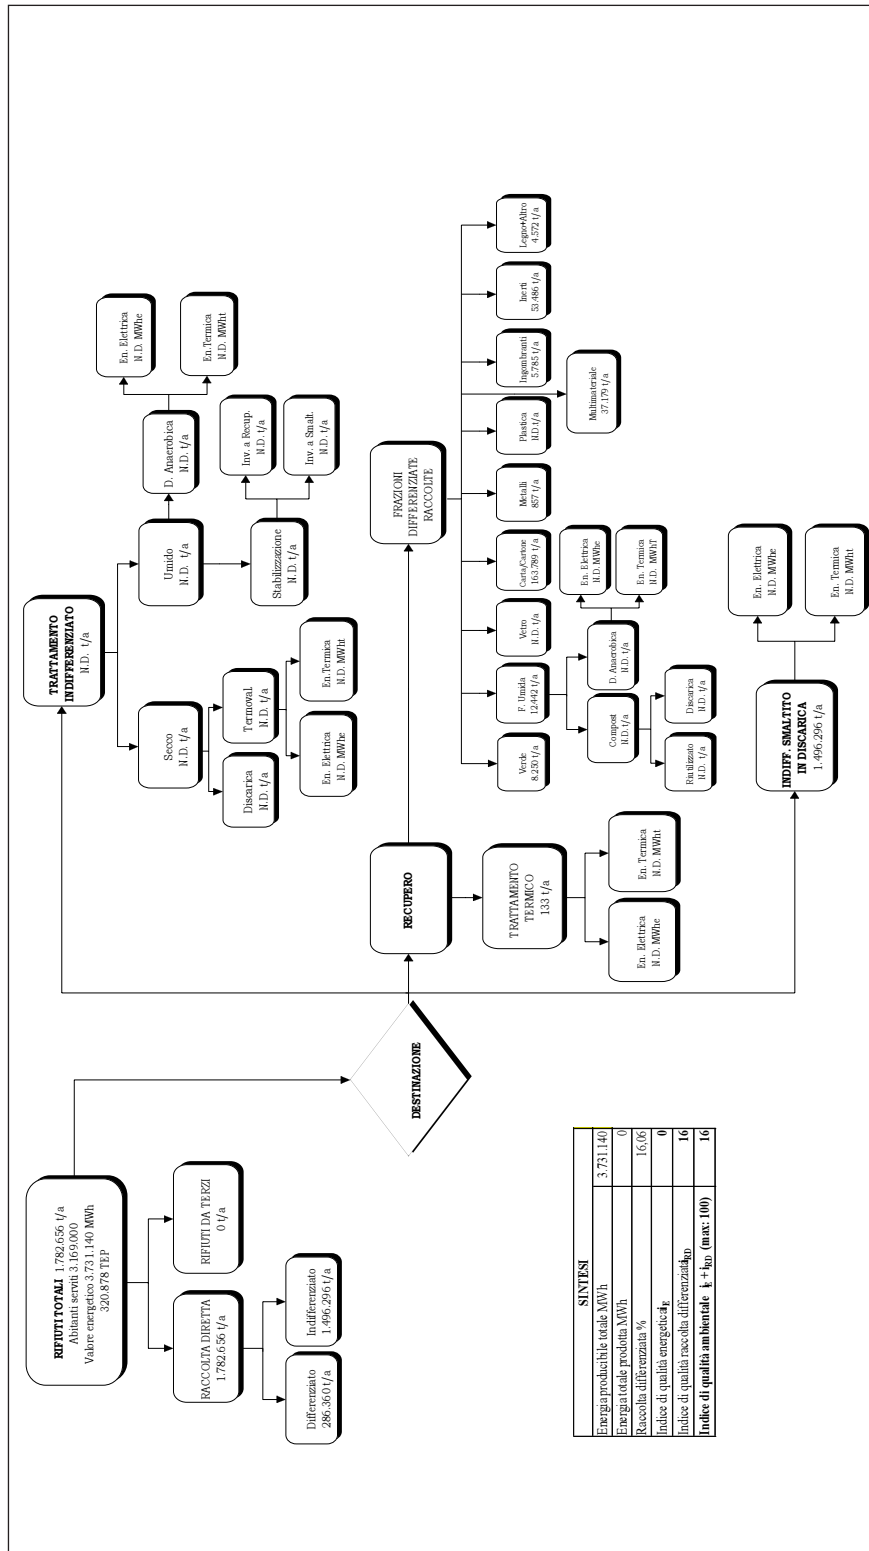 RIFIUTI TOTALI 1.782.656 t/a
Abitanti serviti 3.169.000
Valore energetico 3.731.140 MWh
320.878 TEP
RACCOLTA DIRETTA
1.782.656 t/a
RIFIUTI DA TERZI
0 t/a
Differenziato
286.360 t/a
Indifferenziato
1.496.296 t/a
DESTINAZIONE
TRATTAMENTO
INDIFFERENZIATO
N.D. t/a
Secco
N.D. t/a
Umido
N.D. t/a
Discarica
N.D. t/a
Termoval.
N.D. t/a
En. Elettrica
N.D. MWhe
En.Termica
N.D. MWht
D. Anaerobica
N.D. t/a
Stabilizzazione
N.D. t/a
En. Elettrica
N.D. MWhe
En.Termica
N.D. MWht
Inv. a Recup.
N.D. t/a
Inv. a Smalt.
N.D. t/a
RECUPERO
TRATTAMENTO
TERMICO
133 t/a
En. Elettrica
N.D. MWhe
En. Termica
N.D. MWht
FRAZIONI
DIFFERENZIATE
RACCOLTE
Verde
8.250 t/a
F. Umida
12.442 t/a
Vetro
N.D. t/a
Carta/Cartone
163.789 t/a
Metalli
857 t/a
Plastica
N.D. t/a
Ingombranti
5.785 t/a
Inerti
53.486 t/a
Legno+Altro
4.572 t/a
Multimateriale
37.179 t/a
Compost
N.D. t/a
D. Anaerobica
N.D. t/a
Riutilizzato
N.D. t/a
Discarica
N.D. t/a
En. Elettrica
N.D. MWhe
En. Termica
N.D. MWhT
INDIFF. SMALTITO
IN DISCARICA
1.496.296 t/a
En. Elettrica
N.D. MWhe
En. Termica
N.D. MWht
SINTESI
Energia producibile totale MWh 3.731.140
Energia totale prodotta MWh 0
Raccolta differenziata % 16,06
Indice di qualità energetica iE 0
Indice di qualità raccolta differenziata iRD 16
Indice di qualità ambientale iE + iRD (max: 100) 16